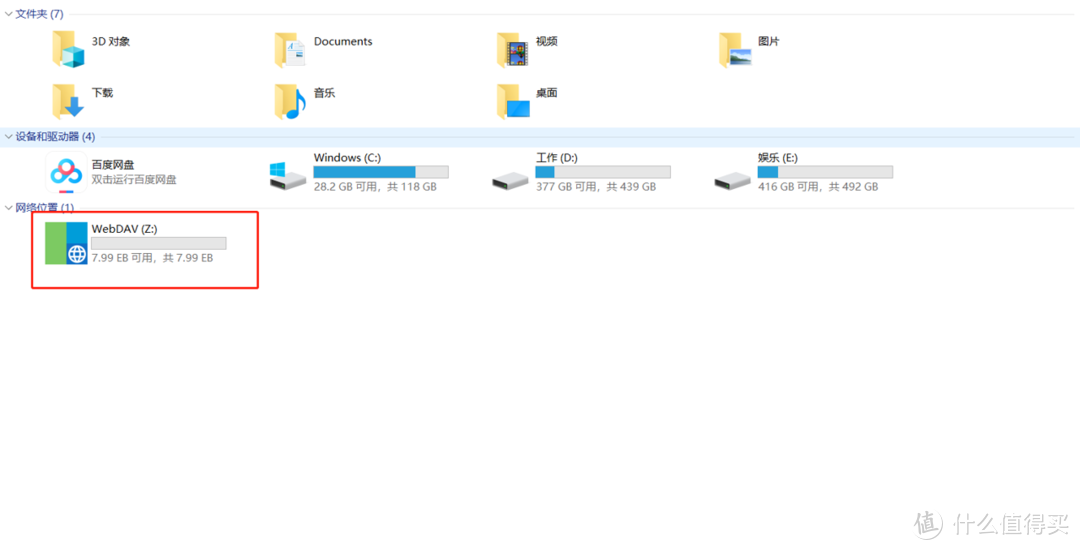 文件夹 (7)
3D 对象
Documents
视频
图片
下载
音乐
桌面
设备和驱动器 (4)
百度网盘
双击运行百度网盘
Windows (C:)
28.2 GB 可用，共 118 GB
工作 (D:)
377 GB 可用，共 439 GB
娱乐 (E:)
416 GB 可用，共 492 GB
网络位置 (1)
WebDAV (Z:)
7.99 EB 可用，共 7.99 EB
值 什么值得买